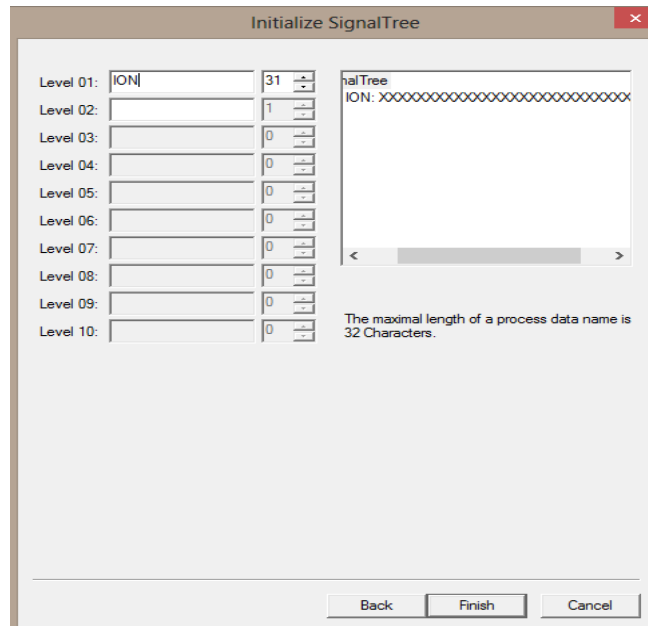 Initialize SignalTree
Level 01: ION 31
Level 02: 1
Level 03: 0
Level 04: 0
Level 05: 0
Level 06: 0
Level 07: 0
Level 08: 0
Level 09: 0
Level 10: 0
nalTree
ION: XXXXXXXXXXXXXXXXXXXXXXXXXXXX
The maximal length of a process data name is
32 Characters.
Back Finish Cancel